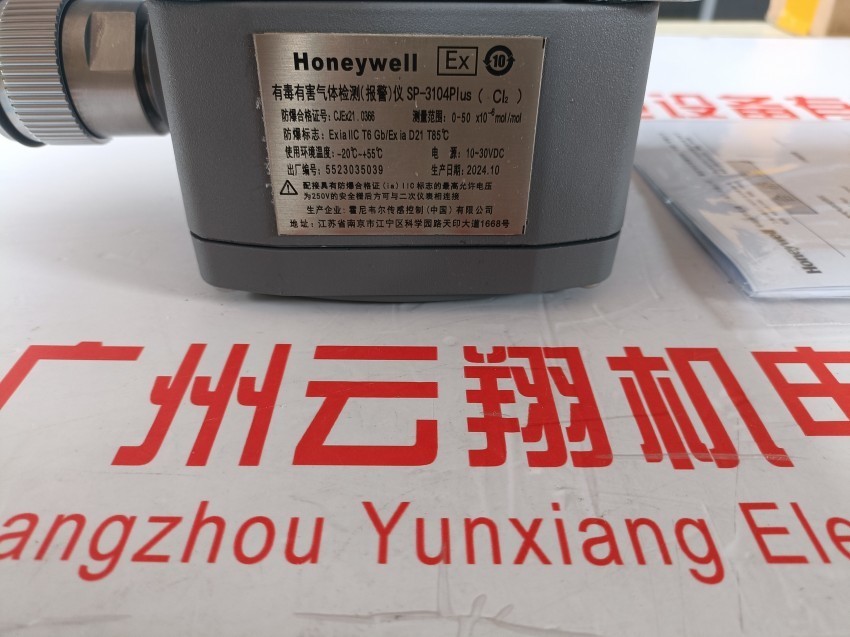 Honeywell Ex 10
有毒有害气体检测(报警)仪 SP-3104Plus ( Cl₂ )
防爆合格证号: CJEx21.0366 测量范围: 0-50 x10⁻⁶mol/mol
防爆标志: ExiaIIC T6 Gb/Ex ia D21 T85℃
使用环境温度: -20℃~+55℃ 电 源: 10-30VDC
出厂编号: 5523035039 生产日期: 2024.10
配接具有防爆合格证(ia)IIC标志的最高允许电压
为250V的安全栅后方可与二次仪表相连接
生产企业: 霍尼韦尔传感控制(中国)有限公司
地址: 江苏省南京市江宁区科学园路天印大道1668号
设备有
Honeywell
广州云翔机电
angzhou Yunxiang Ele